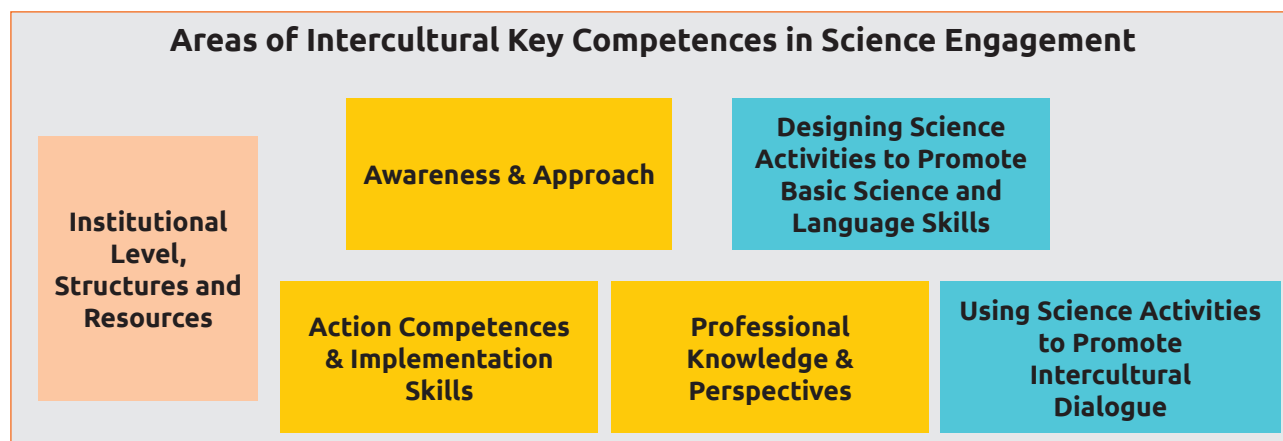 Areas of Intercultural Key Competences in Science Engagement
Institutional
Level,
Structures and
Resources
Awareness & Approach
Designing Science
Activities to Promote
Basic Science and
Language Skills
Action Competences
& Implementation
Skills
Professional
Knowledge &
Perspectives
Using Science Activities
to Promote
Intercultural
Dialogue